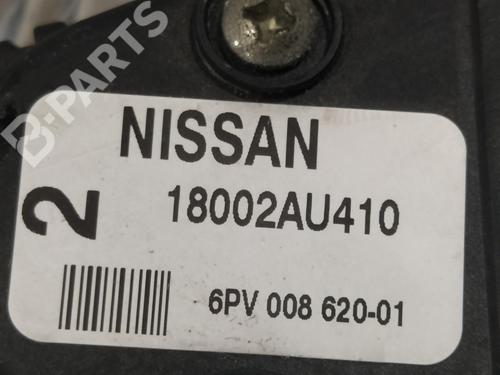 B-PARTS
NISSAN
2
18002AU410
6PV 008 620-01